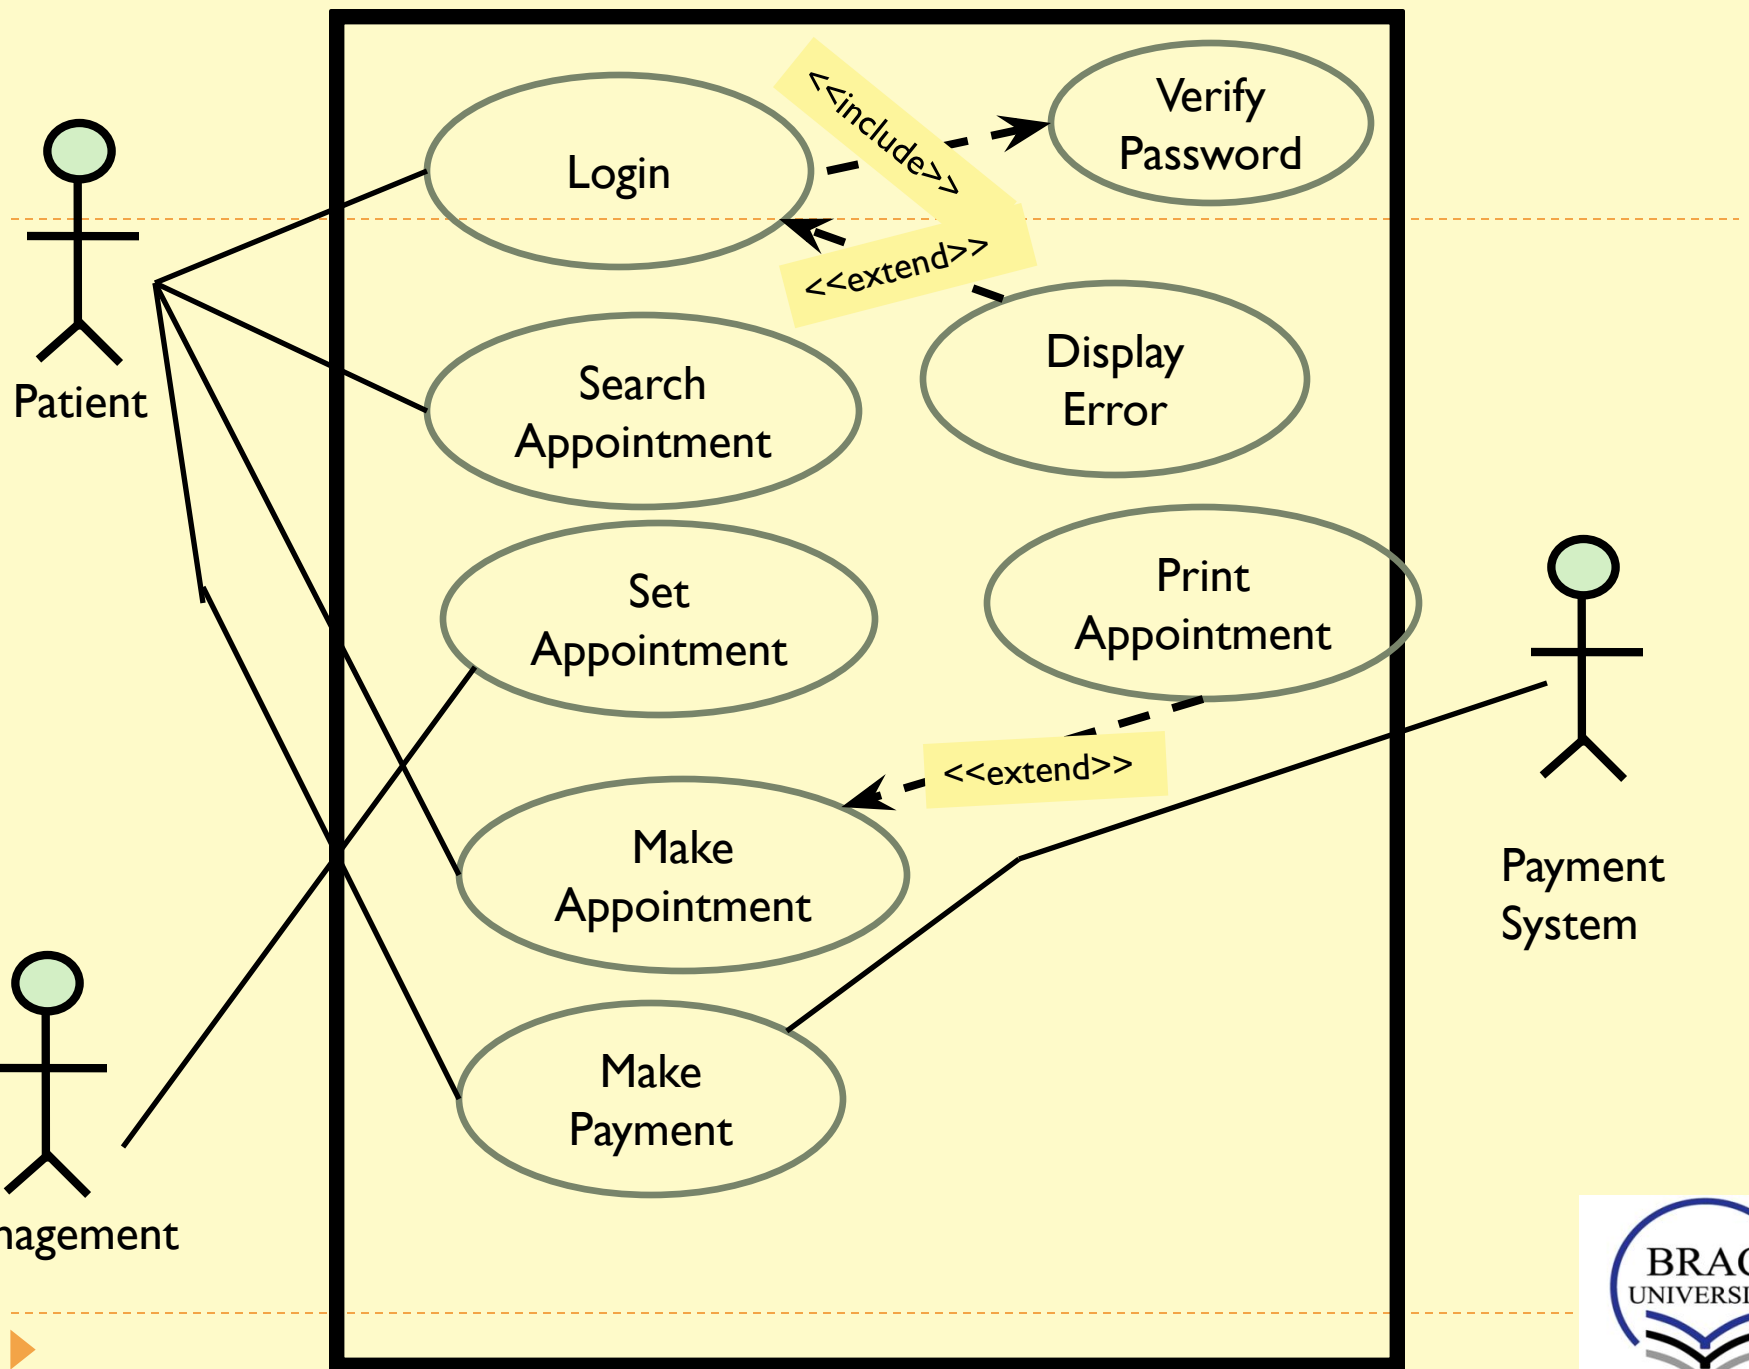 <<include>>
Verify
Password
Login
<<extend>>
Display
Error
Patient
Search
Appointment
Set
Appointment
Print
Appointment
<<extend>>
Make
Appointment
Payment
System
Make
Payment
nagement
BRAC
UNIVERSI